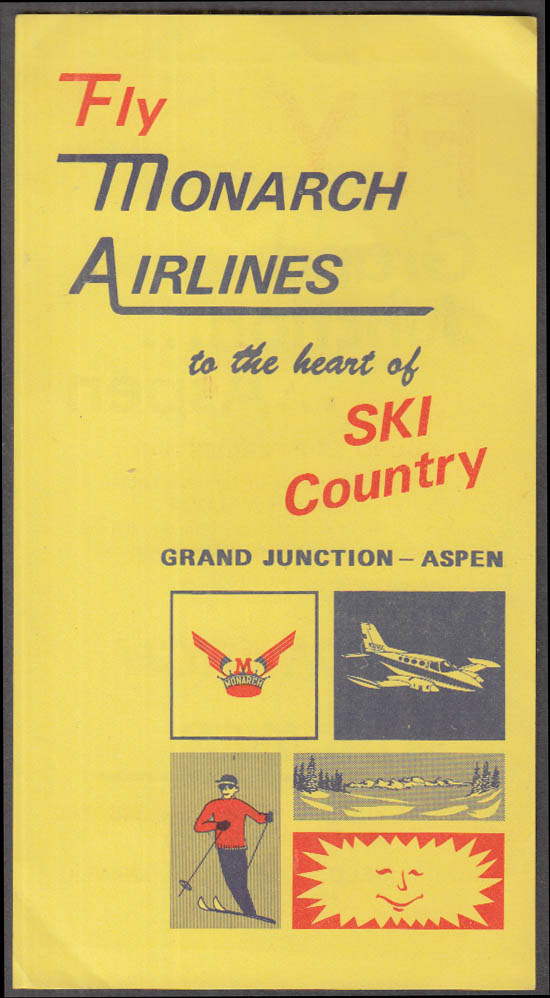 Fly
MONARCH
AIRLINES
to the heart of
SKI
Country
GRAND JUNCTION – ASPEN
M
MONARCH